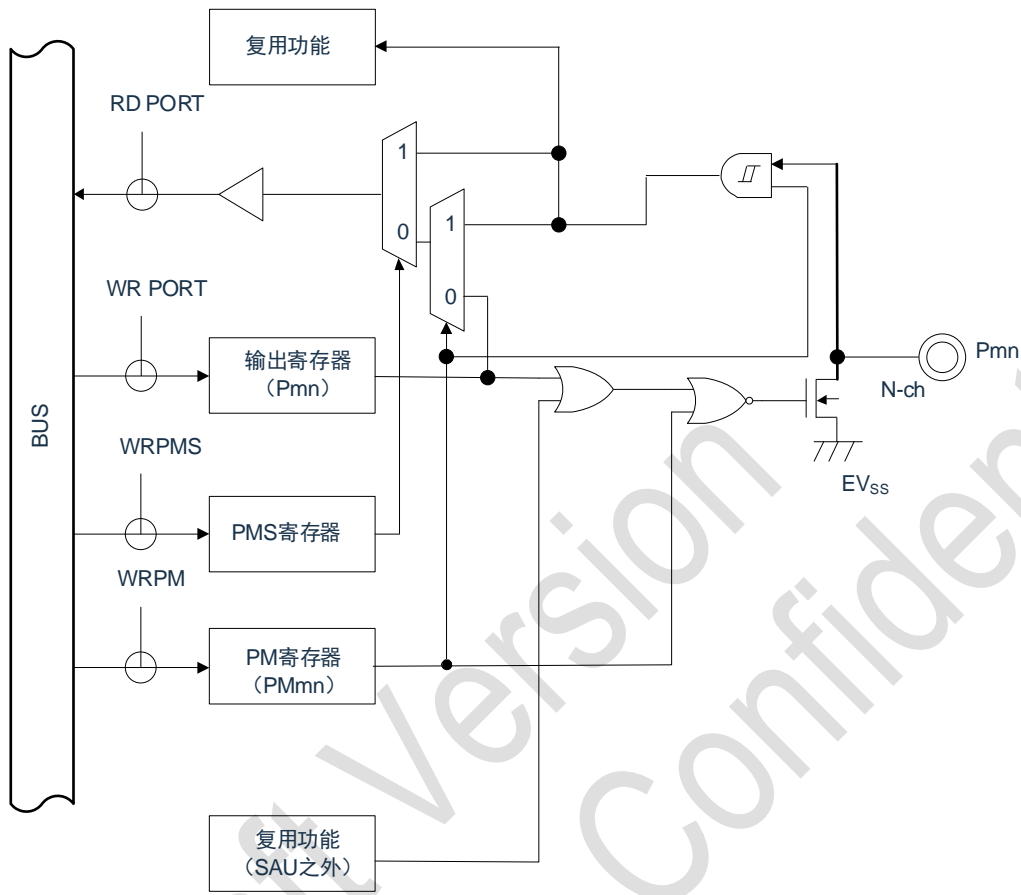 复用功能
RD PORT
1
0
1
0
WR PORT
输出寄存器
（Pmn）
Pmn
N-ch
EVSS
BUS
WRPMS
PMS寄存器
WRPM
PM寄存器
（PMmn）
复用功能
（SAU之外）
Version